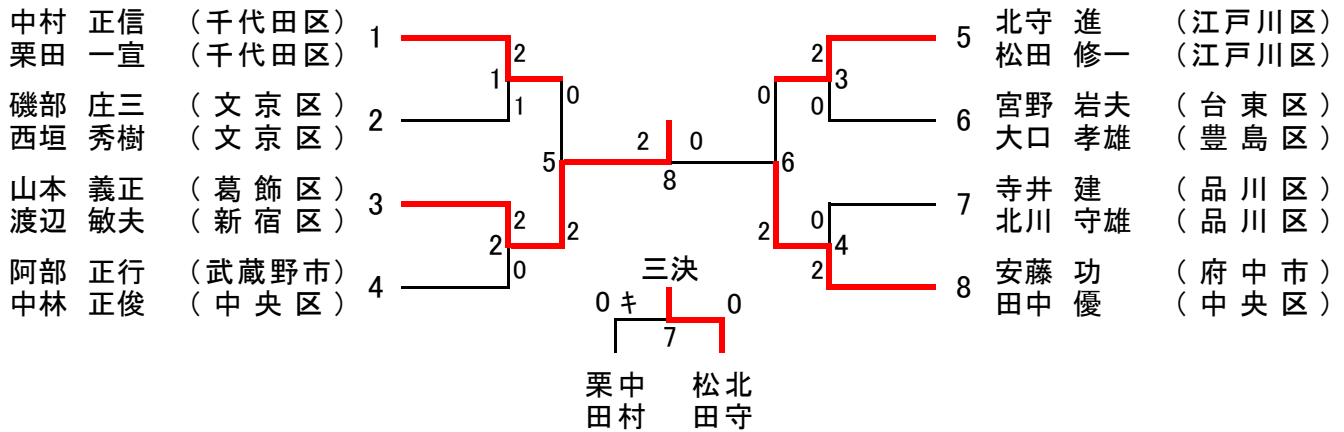 中村 正信 (千代田区)
栗田 一宣 (千代田区)
1
磯部 庄三 (文京区)
西垣 秀樹 (文京区)
2
山本 義正 (葛飾区)
渡辺 敏夫 (新宿区)
3
阿部 正行 (武蔵野市)
中林 正俊 (中央区)
4
2
1
1
0
5
2
2
2
0
2 0
8
三決
0 キ 0
7
栗田 中村 松田 北守
2
3
0
0
6
0
2
4
2
5
北守 進 (江戸川区)
松田 修一 (江戸川区)
6
宮野 岩夫 (台東区)
大口 孝雄 (豊島区)
7
寺井 建 (品川区)
北川 守雄 (品川区)
8
安藤 功 (府中市)
田中 優 (中央区)